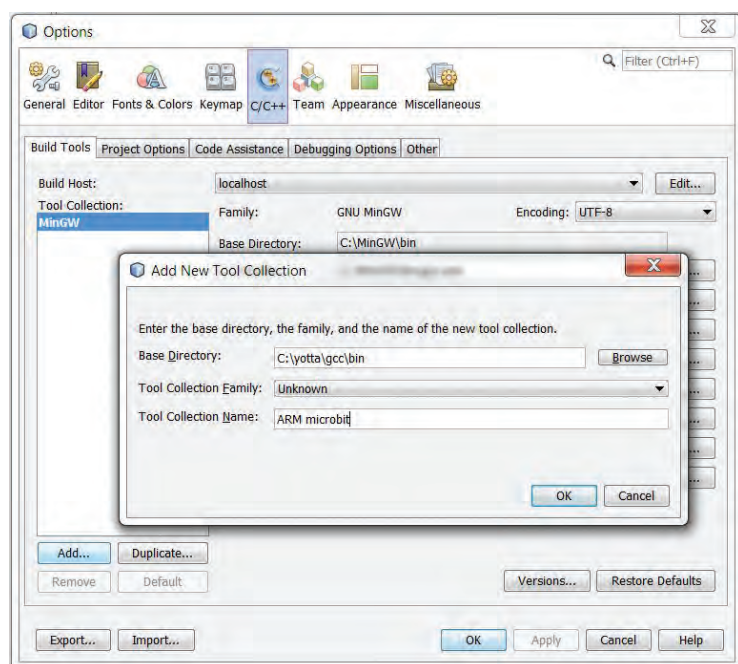 Options
Filter (Ctrl+F)
General Editor Fonts & Colors Keymap C/C++ Team Appearance Miscellaneous
Build Tools Project Options Code Assistance Debugging Options Other
Build Host: localhost Edit...
Tool Collection:
MinGW
Family: GNU MinGW Encoding: UTF-8
Base Directory: C:\MinGW\bin
Add New Tool Collection
Enter the base directory, the family, and the name of the new tool collection.
Base Directory: C:\yotta\gcc\bin Browse
Tool Collection Family: Unknown
Tool Collection Name: ARM microbit
OK Cancel
...
...
...
...
...
...
...
...
Add... Duplicate...
Remove Default Versions... Restore Defaults
Export... Import... OK Apply Cancel Help